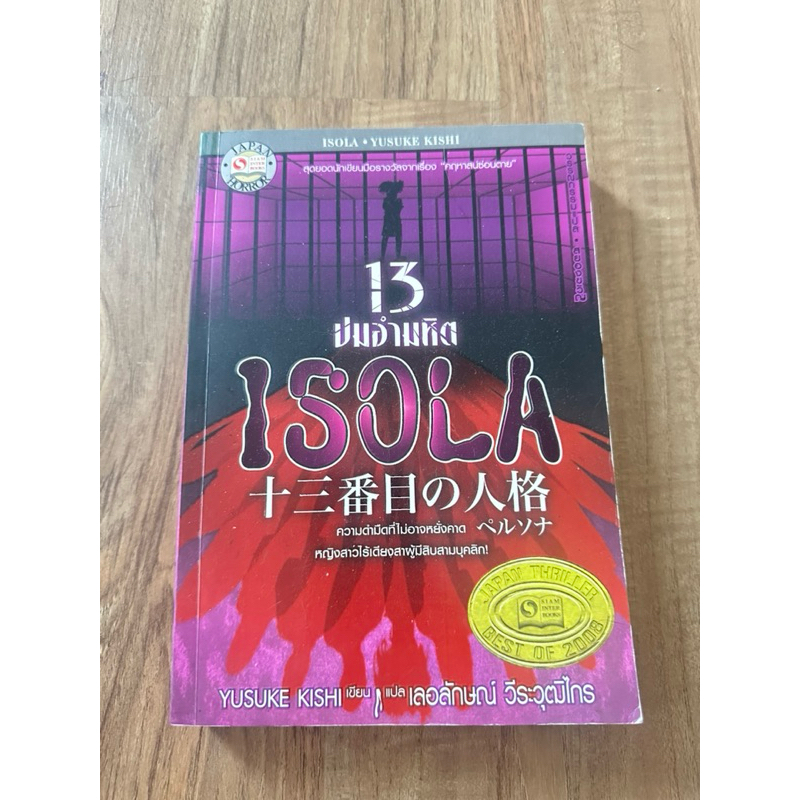 ISOLA • YUSUKE KISHI
JAPAN
SIAM
INTER
BOOKS
HORROR
สุดยอดนักเขียนมือรางวัลจากเรื่อง "คฤหาสน์ซ่อนตาย"
13
ปมอำมหิต
ISOLA
十三番目の人格
ペルソナ
ความดำมืดที่ไม่อาจหยั่งคาด
หญิงสาวไร้เดียงสาผู้มีสิบสามบุคลิก!
JAPAN THRILLER
SIAM
INTER
BOOKS
BEST OF 2008
YUSUKE KISHI เขียน แปล เลอลักษณ์ วีระวุฒิไกร